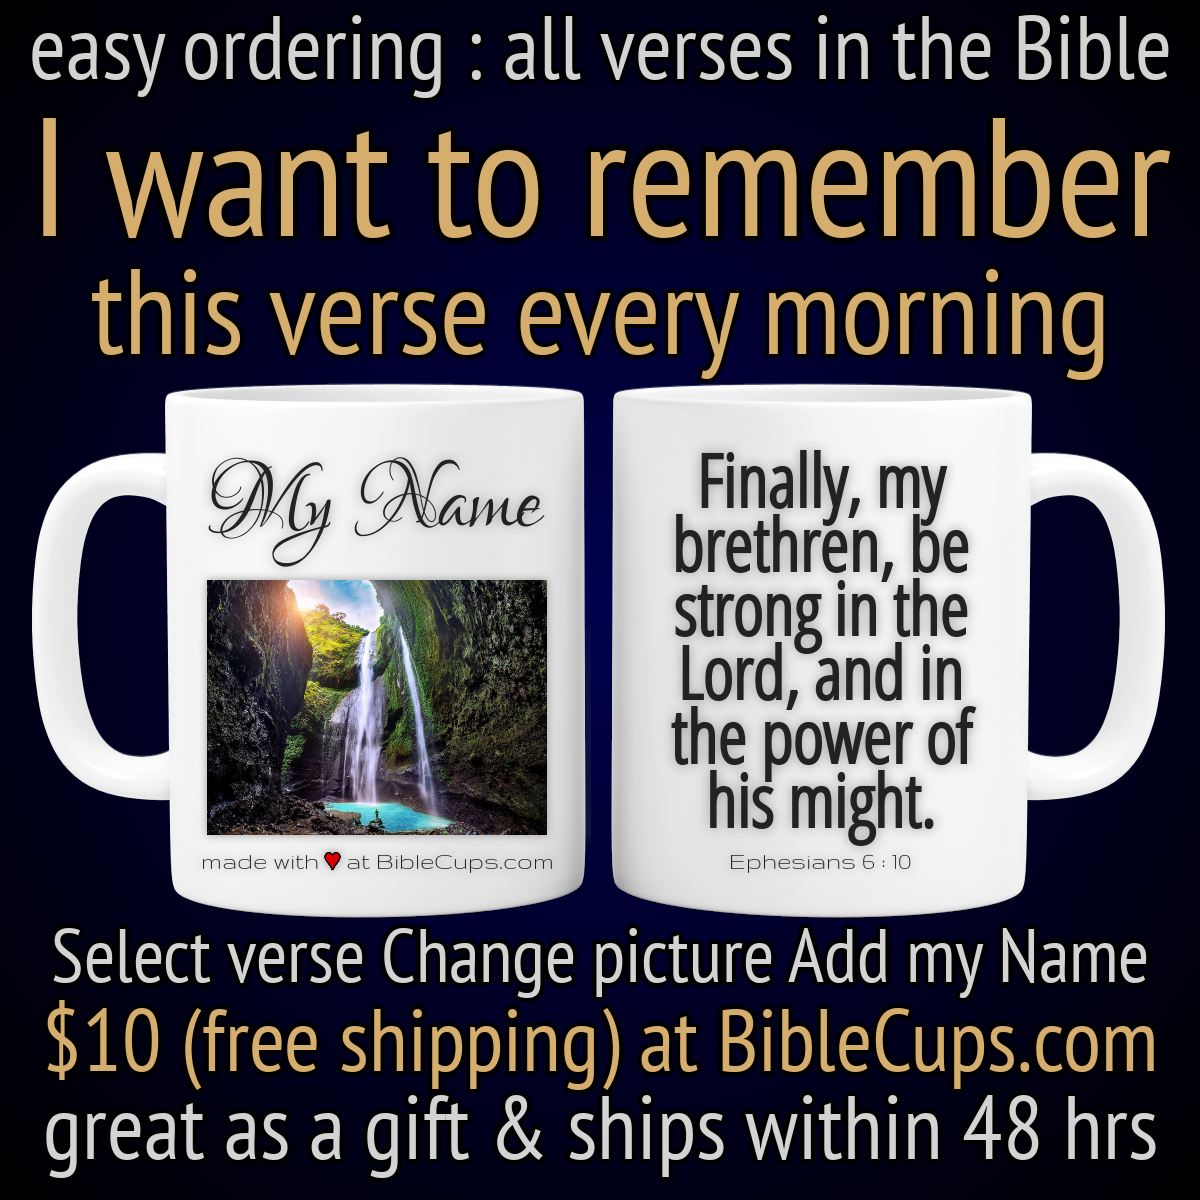 easy ordering : all verses in the Bible
I want to remember
this verse every morning
My Name
made with ❤ at BibleCups.com
Finally, my
brethren, be
strong in the
Lord, and in
the power of
his might.
Ephesians 6 : 10
Select verse Change picture Add my Name
$10 (free shipping) at BibleCups.com
great as a gift & ships within 48 hrs